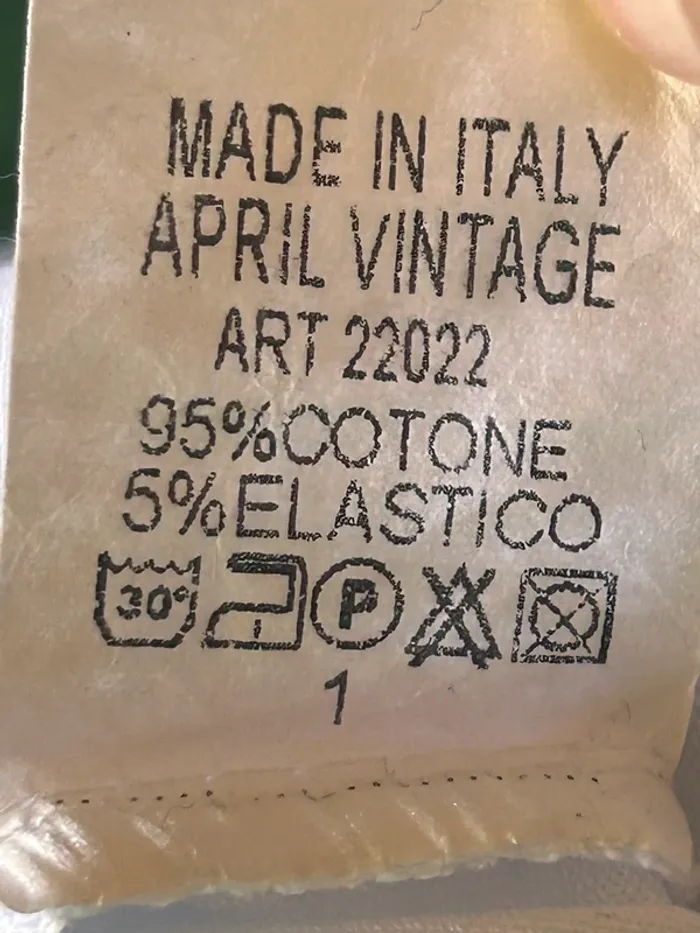 MADE IN ITALY
APRIL VINTAGE
ART 22022
95%COTONE
5%ELASTICO
30° P
1